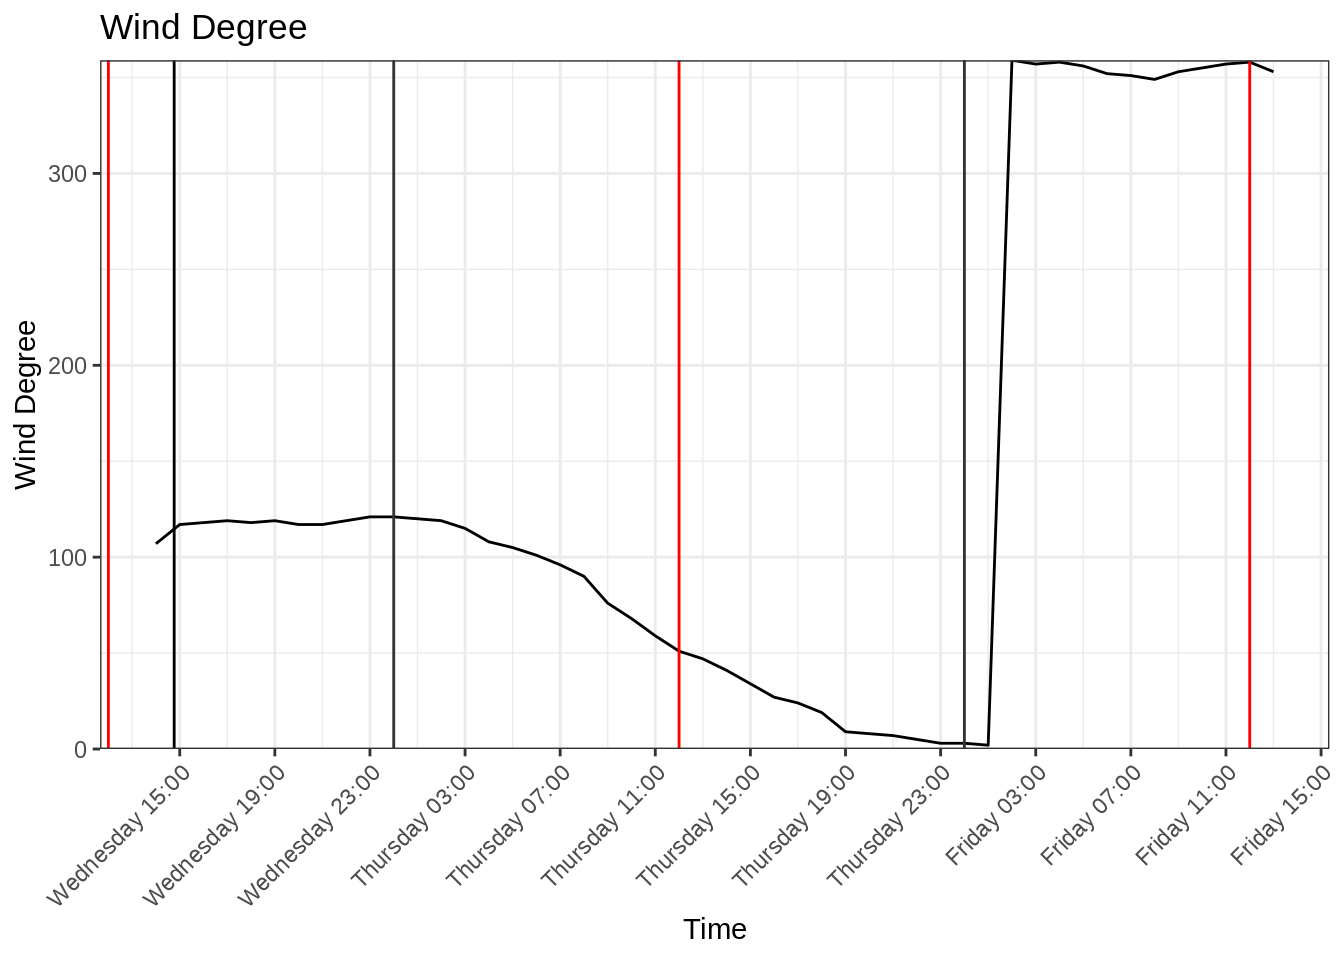 Wind Degree
Wind Degree
300
200
100
0
Wednesday 15:00
Wednesday 19:00
Wednesday 23:00
Thursday 03:00
Thursday 07:00
Thursday 11:00
Thursday 15:00
Thursday 19:00
Thursday 23:00
Friday 03:00
Friday 07:00
Friday 11:00
Friday 15:00
Time